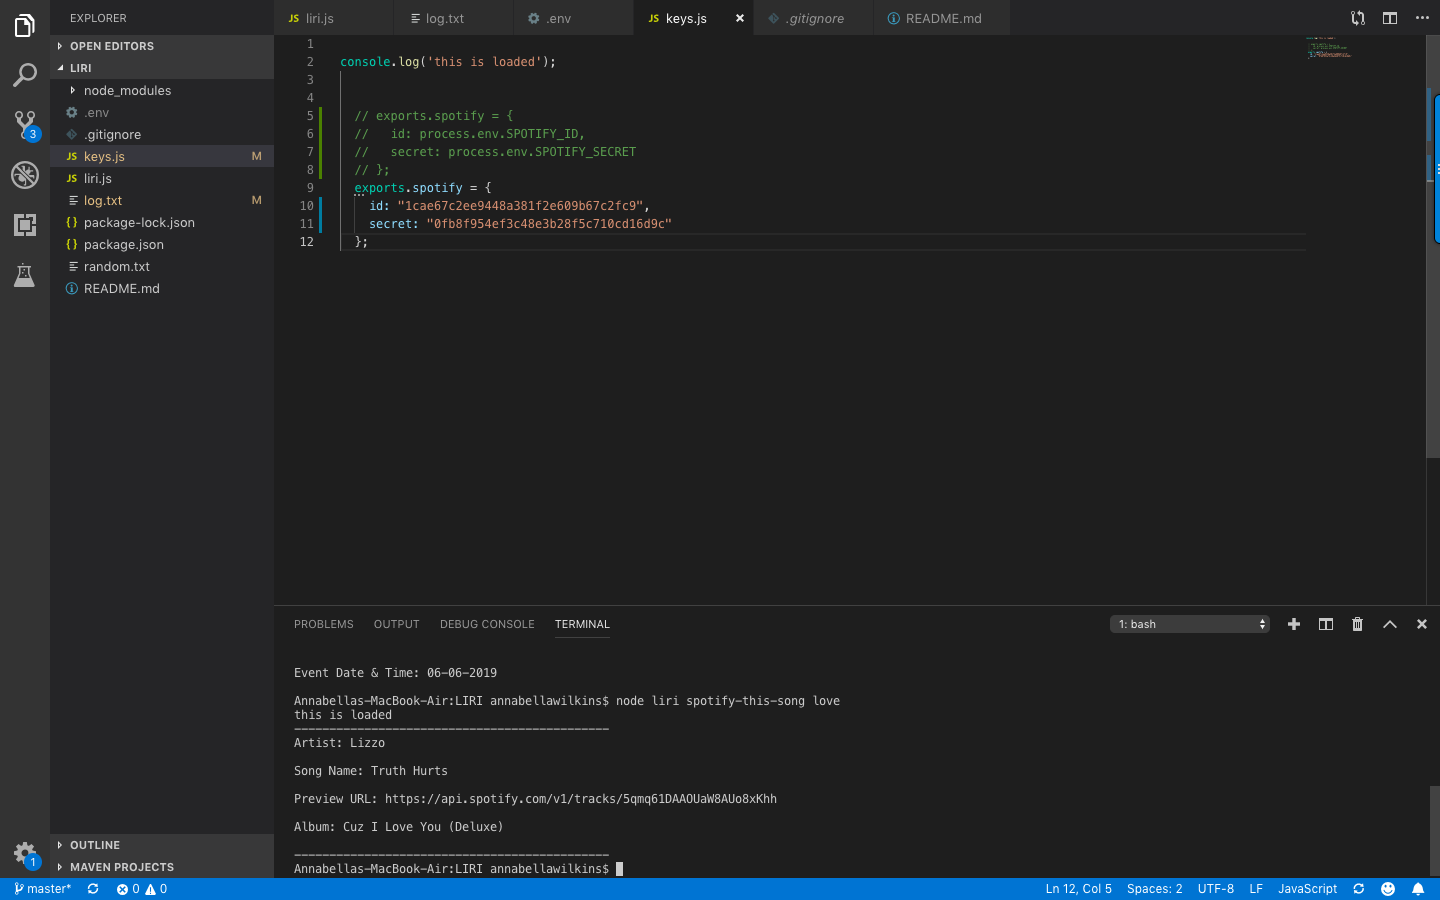 EXPLORER
OPEN EDITORS
LIRI
node_modules
.env
.gitignore
keys.js M
liri.js
log.txt M
package-lock.json
package.json
random.txt
README.md
OUTLINE
MAVEN PROJECTS
3
1
liri.js
log.txt
.env
keys.js
.gitignore
README.md
1
2 console.log('this is loaded');
3
4
5 // exports.spotify = {
6 //   id: process.env.SPOTIFY_ID,
7 //   secret: process.env.SPOTIFY_SECRET
8 // };
9 exports.spotify = {
10   id: "1cae67c2ee9448a381f2e609b67c2fc9",
11   secret: "0fb8f954ef3c48e3b28f5c710cd16d9c"
12 };
PROBLEMS OUTPUT DEBUG CONSOLE TERMINAL
1: bash
Event Date & Time: 06-06-2019
Annabellas-MacBook-Air:LIRI annabellawilkins$ node liri spotify-this-song love
this is loaded
---------------------------------------------
Artist: Lizzo
Song Name: Truth Hurts
Preview URL: https://api.spotify.com/v1/tracks/5qmq61DAAOUaW8AUo8xKhh
Album: Cuz I Love You (Deluxe)
---------------------------------------------
Annabellas-MacBook-Air:LIRI annabellawilkins$
master* 0 0 Ln 12, Col 5 Spaces: 2 UTF-8 LF JavaScript